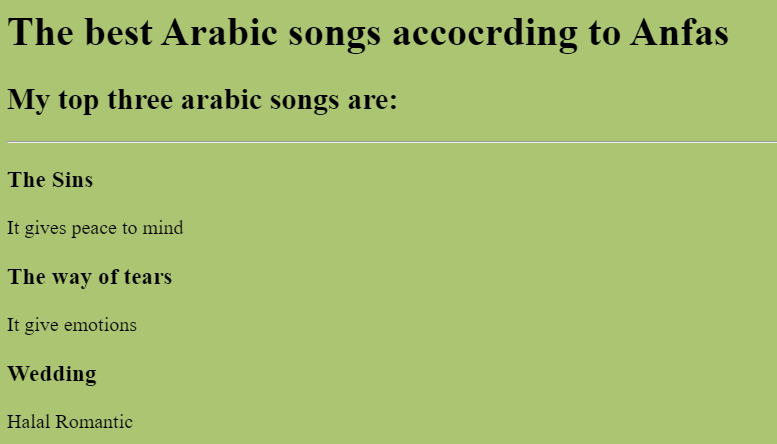 The best Arabic songs accocrding to Anfas
My top three arabic songs are:
The Sins
It gives peace to mind
The way of tears
It give emotions
Wedding
Halal Romantic